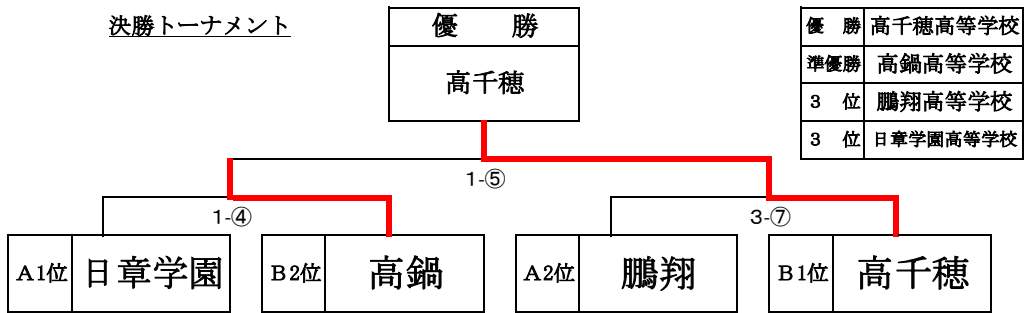 決勝トーナメント
優　勝
高千穂
優　勝 高千穂高等学校
準優勝 高鍋高等学校
３　位 鵬翔高等学校
３　位 日章学園高等学校
1-⑤
1-④
3-⑦
Ａ1位 日章学園
Ｂ2位 高鍋
Ａ2位 鵬翔
Ｂ1位 高千穂